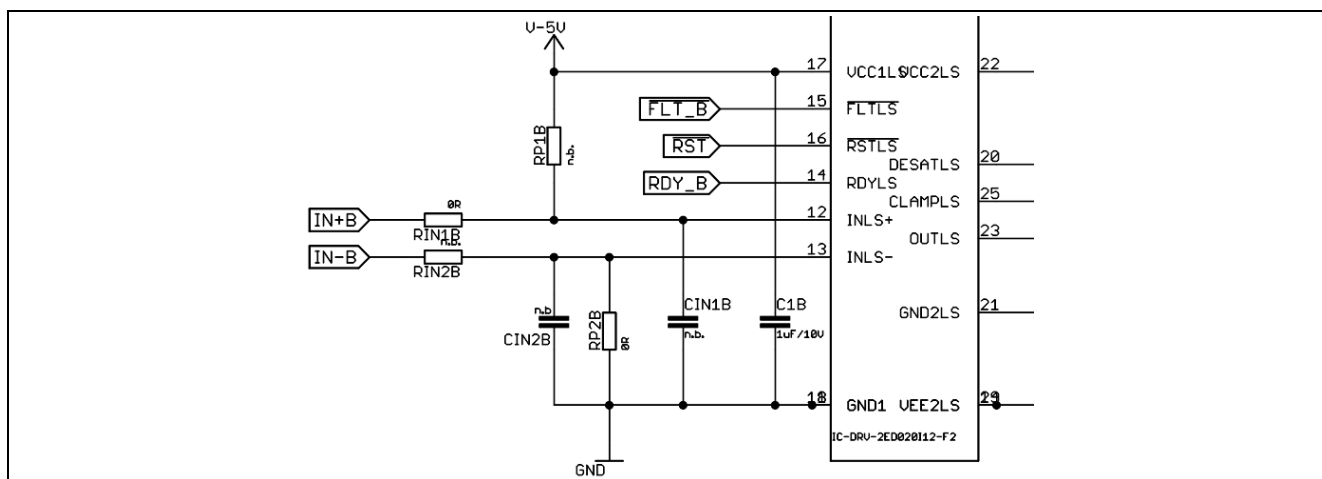 V-5V
17 VCC1LS VCC2LS 22
FLT_B 15 FLTLS
RP1B n.b.
RST 16 RSTLS
DESATLS 20
RDY_B 14 RDYLS
CLAMPLS 25
0R
IN+B 12 INLS+
RIN1B
OUTLS 23
n.b.
IN-B 13 INLS-
RIN2B
n.b
CIN2B
RP2B 0R
CIN1B
n.b.
C1B
1uF/10V
GND2LS 21
GND1 VEE2LS
IC-DRV-2ED020I12-F2
GND